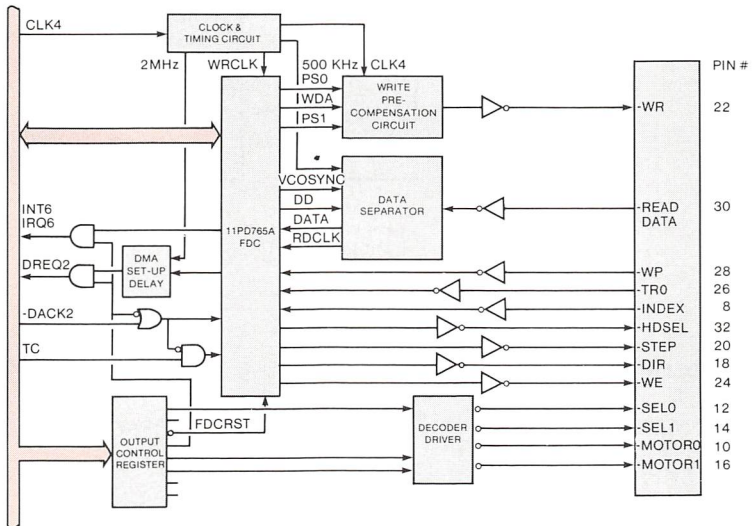 CLK4
CLOCK &
TIMING CIRCUIT
PIN #
2MHz
WRCLK
500 KHz
CLK4
PS0
WDA
PS1
WRITE
PRE-
COMPENSATION
CIRCUIT
-WR
22
VCOSYNC
DD
DATA
RDCLK
DATA
SEPARATOR
-READ
DATA
30
11PD765A
FDC
INT6
IRQ6
DREQ2
DMA
SET-UP
DELAY
-DACK2
TC
-WP
28
-TR0
26
-INDEX
8
-HDSEL
32
-STEP
20
-DIR
18
-WE
24
FDCRST
OUTPUT
CONTROL
REGISTER
DECODER
DRIVER
-SEL0
12
-SEL1
14
-MOTOR0
10
-MOTOR1
16